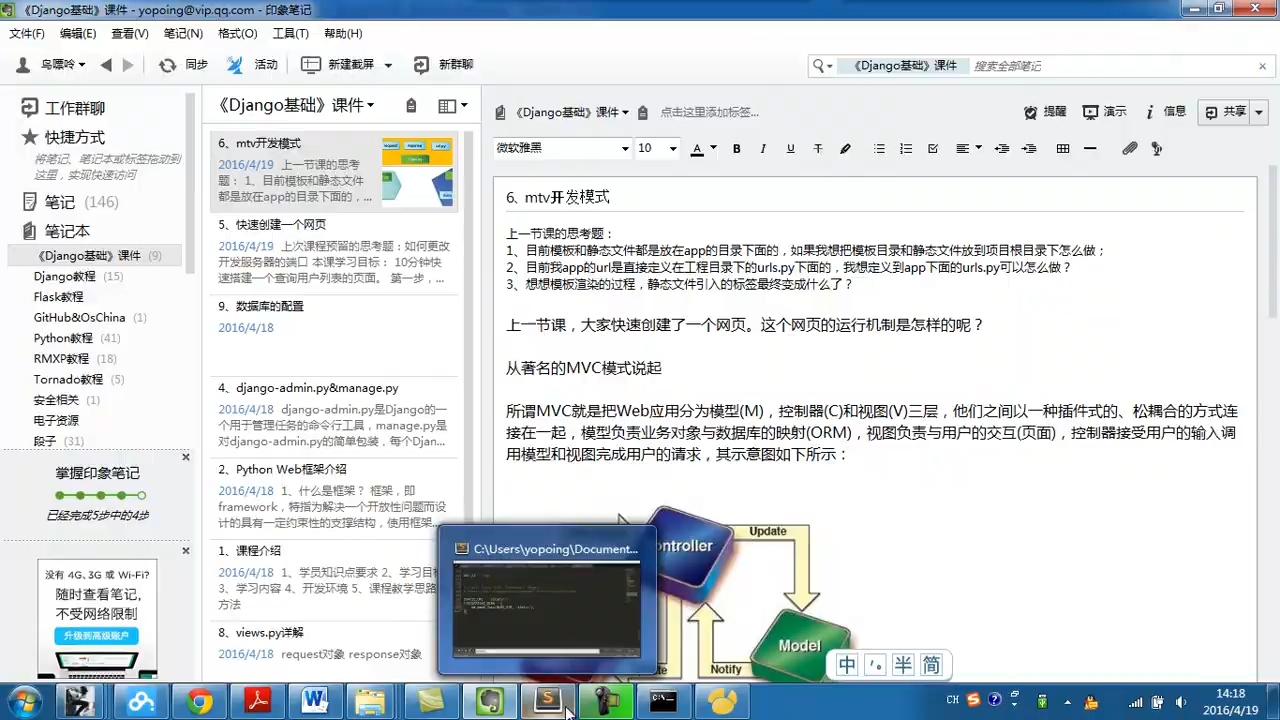 《Django基础》课件 - yopoing@vip.qq.com - 印象笔记
文件(F) 编辑(E) 查看(V) 笔记(N) 格式(O) 工具(T) 帮助(H)
鸟嘌呤 同步 活动 新建截屏 新群聊 《Django基础》课件 搜索全部笔记
工作群聊
快捷方式
将笔记、笔记本或标签拖动到
这里，实现快速访问
笔记 (146)
笔记本
《Django基础》课件 (9)
Django教程 (15)
Flask教程
GitHub&OsChina (1)
Python教程 (41)
RMXP教程 (18)
Tornado教程 (5)
安全相关 (1)
电子资源
段子 (31)
掌握印象笔记
已经完成5步中的4步
没有 4G、3G 或 Wi-Fi?
随时查看笔记,
不受网络限制
升级到高级账户
《Django基础》课件
6、mtv开发模式
2016/4/19 上一节课的思考
题： 1、目前模板和静态文件
都是放在app的目录下面的，...
5、快速创建一个网页
2016/4/19 上次课程预留的思考题：如何更改
开发服务器的端口 本课学习目标： 10分钟快
速搭建一个查询用户列表的页面。 第一步，...
9、数据库的配置
2016/4/18
4、django-admin.py&manage.py
2016/4/18 django-admin.py是Django的一
个用于管理任务的命令行工具，manage.py是
对django-admin.py的简单包装，每个Djan...
2、Python Web框架介绍
2016/4/18 1、什么是框架？ 框架，即
framework，特指为解决一个开放性问题而设
计的具有一定约束性的支撑结构，使用框架...
1、课程介绍
2016/4/18 1、学员知识点要求 2、学习目
标 4、开发环境 5、课程教学思路
8、views.py详解
2016/4/18 request对象 response对象
《Django基础》课件 点击这里添加标签... 提醒 演示 信息 共享
微软雅黑 10 A B I U T
6、mtv开发模式
上一节课的思考题：
1、目前模板和静态文件都是放在app的目录下面的，如果我想把模板目录和静态文件放到项目根目录下怎么做；
2、目前我app的url是直接定义在工程目录下的urls.py下面的，我想定义到app下面的urls.py可以怎么做？
3、想想模板渲染的过程，静态文件引入的标签最终变成什么了？
上一节课，大家快速创建了一个网页。这个网页的运行机制是怎样的呢？
从著名的MVC模式说起
所谓MVC就是把Web应用分为模型(M)，控制器(C)和视图(V)三层，他们之间以一种插件式的、松耦合的方式连
接在一起，模型负责业务对象与数据库的映射(ORM)，视图负责与用户的交互(页面)，控制器接受用户的输入调
用模型和视图完成用户的请求，其示意图如下所示：
ontroller Update
Model
Notify
C:\Users\yopoing\Document...
中 半 简
CH
14:18
2016/4/19